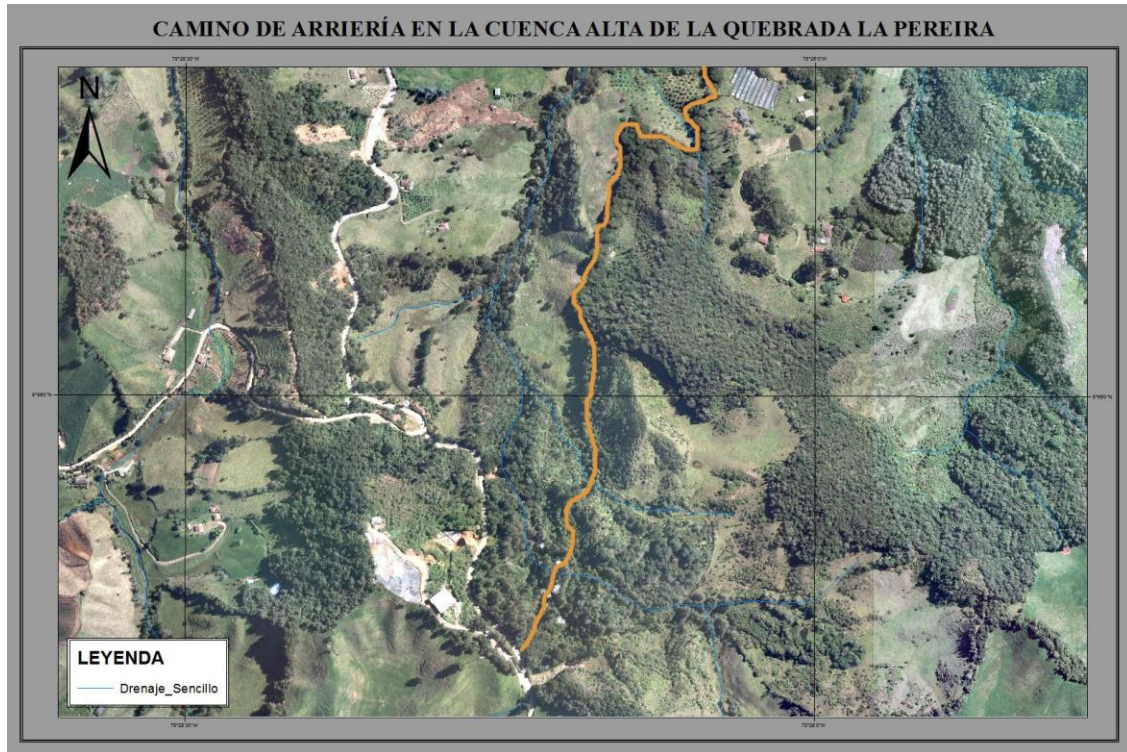 CAMINO DE ARRIERÍA EN LA CUENCA ALTA DE LA QUEBRADA LA PEREIRA
N
LEYENDA
Drenaje_Sencillo